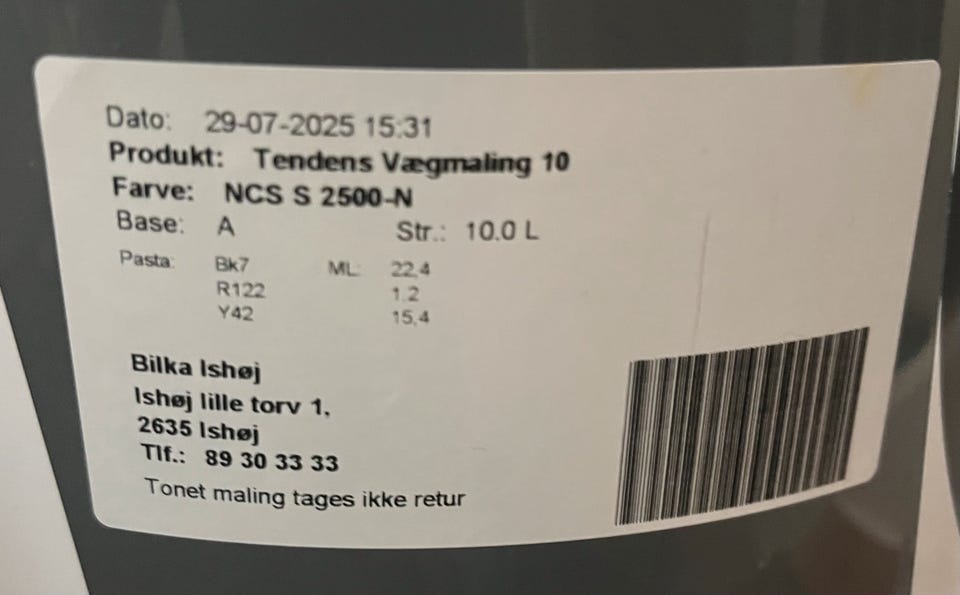 Dato: 29-07-2025 15:31
Produkt: Tendens Vægmaling 10
Farve: NCS S 2500-N
Base: A Str.: 10.0 L
Pasta: Bk7 ML: 22,4
R122 1,2
Y42 15,4
Bilka Ishøj
Ishøj lille torv 1,
2635 Ishøj
Tlf.: 89 30 33 33
Tonet maling tages ikke retur